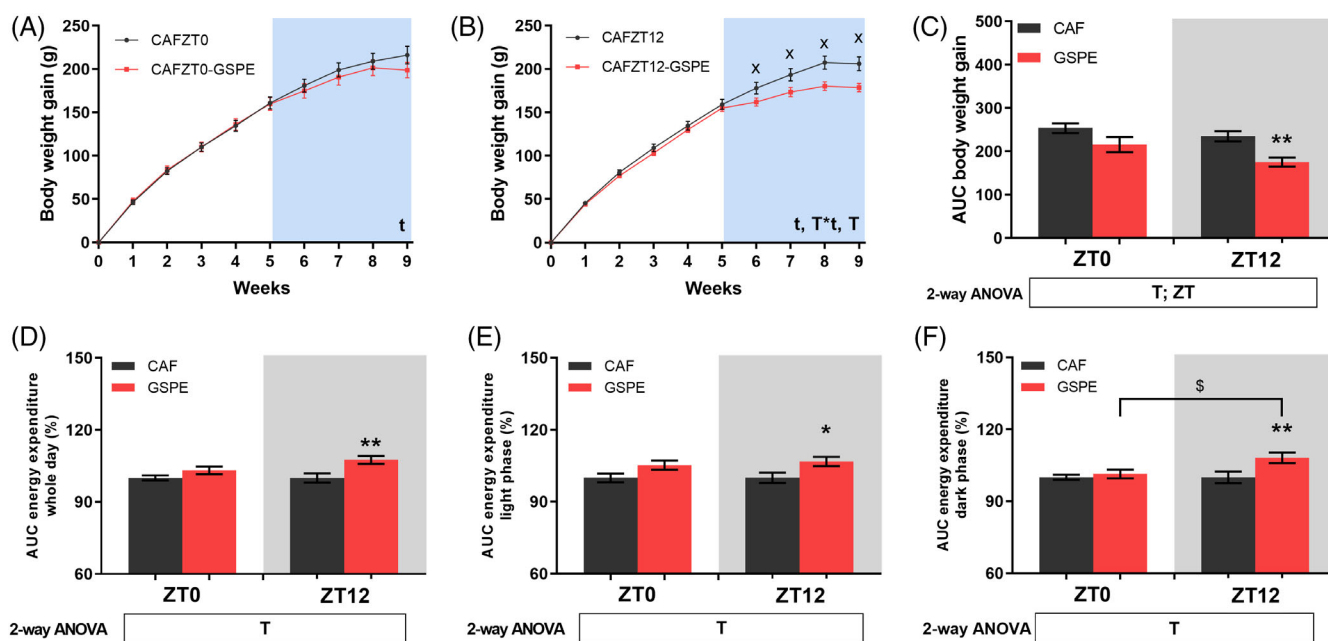 (A)
Body weight gain (g)
250
200
150
100
50
0
CAFZT0
CAFZT0-GSPE
t
0 1 2 3 4 5 6 7 8 9
Weeks
(B)
Body weight gain (g)
250
200
150
100
50
0
CAFZT12
CAFZT12-GSPE
x x x x
t, T*t, T
0 1 2 3 4 5 6 7 8 9
Weeks
(C)
AUC body weight gain
500
400
300
200
100
0
CAF
GSPE
**
ZT0 ZT12
2-way ANOVA T; ZT
(D)
AUC energy expenditure
whole day (%)
150
120
90
60
CAF
GSPE
**
ZT0 ZT12
2-way ANOVA T
(E)
AUC energy expenditure
light phase (%)
150
120
90
60
CAF
GSPE
*
ZT0 ZT12
2-way ANOVA T
(F)
AUC energy expenditure
dark phase (%)
150
120
90
60
CAF
GSPE
$
**
ZT0 ZT12
2-way ANOVA T